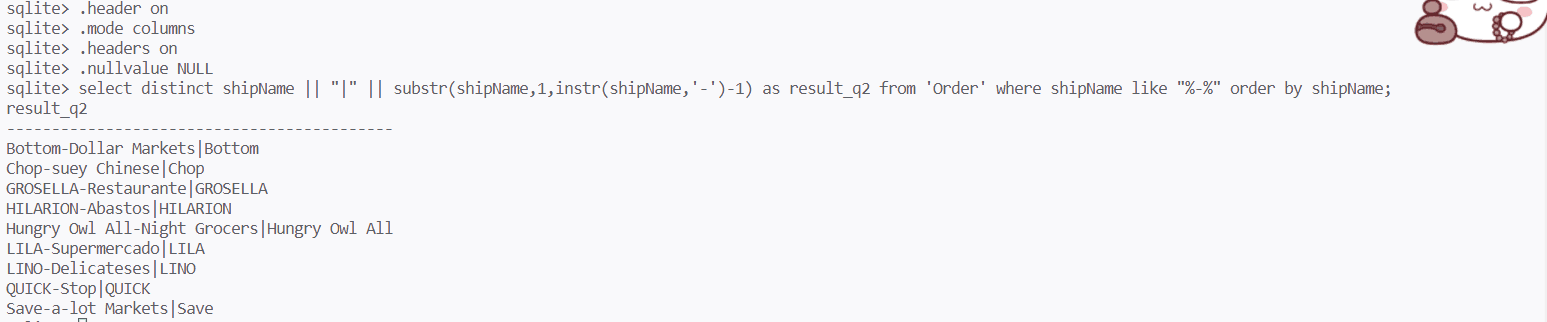 sqlite> .header on
sqlite> .mode columns
sqlite> .headers on
sqlite> .nullvalue NULL
sqlite> select distinct shipName || "|" || substr(shipName,1,instr(shipName,'-')-1) as result_q2 from 'Order' where shipName like "%-%" order by shipName;
result_q2
-------------------------------------------
Bottom-Dollar Markets|Bottom
Chop-suey Chinese|Chop
GROSELLA-Restaurante|GROSELLA
HILARION-Abastos|HILARION
Hungry Owl All-Night Grocers|Hungry Owl All
LILA-Supermercado|LILA
LINO-Delicateses|LINO
QUICK-Stop|QUICK
Save-a-lot Markets|Save